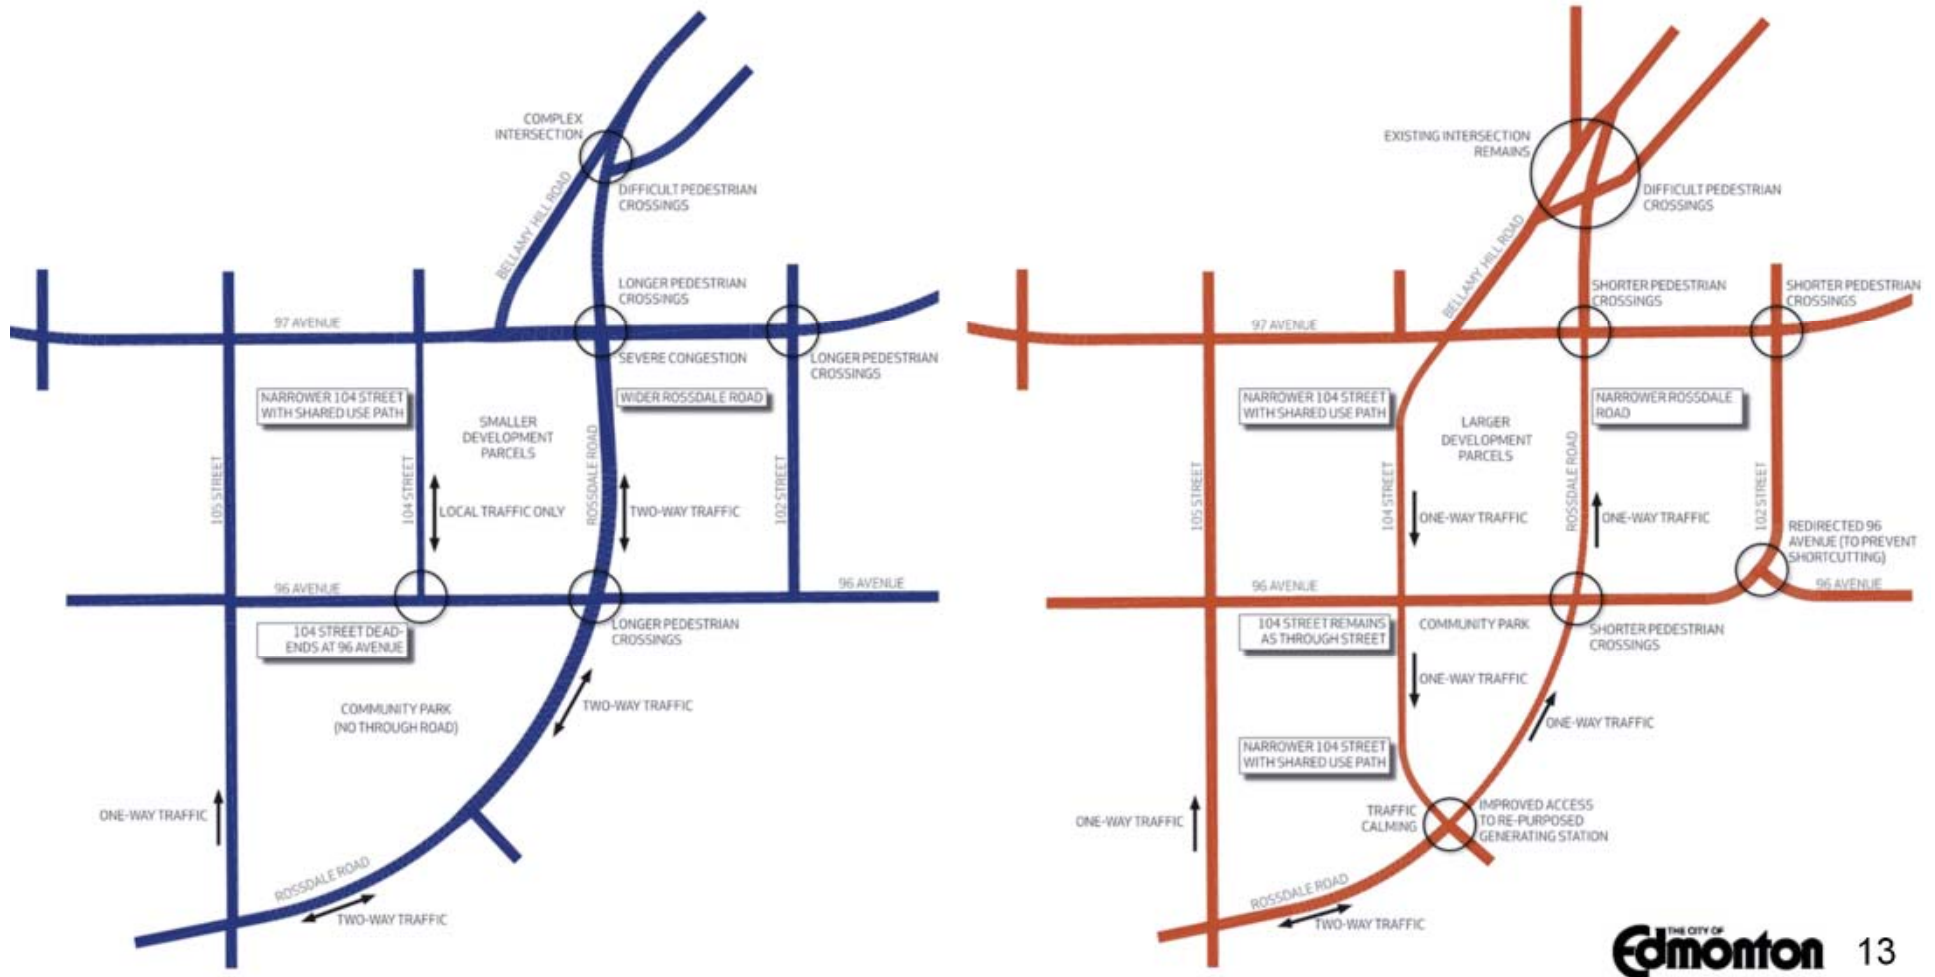 COMPLEX
INTERSECTION
BELLAMY HILL ROAD
DIFFICULT PEDESTRIAN
CROSSINGS
LONGER PEDESTRIAN
CROSSINGS
97 AVENUE
SEVERE CONGESTION
LONGER PEDESTRIAN
CROSSINGS
NARROWER 104 STREET
WITH SHARED USE PATH
WIDER ROSSDALE ROAD
SMALLER
DEVELOPMENT
PARCELS
105 STREET
104 STREET
LOCAL TRAFFIC ONLY
ROSSDALE ROAD
TWO-WAY TRAFFIC
102 STREET
96 AVENUE
96 AVENUE
104 STREET DEAD-
ENDS AT 96 AVENUE
LONGER PEDESTRIAN
CROSSINGS
COMMUNITY PARK
(NO THROUGH ROAD)
TWO-WAY TRAFFIC
ONE-WAY TRAFFIC
ROSSDALE ROAD
TWO-WAY TRAFFIC
EXISTING INTERSECTION
REMAINS
DIFFICULT PEDESTRIAN
CROSSINGS
BELLAMY HILL ROAD
SHORTER PEDESTRIAN
CROSSINGS
SHORTER PEDESTRIAN
CROSSINGS
97 AVENUE
NARROWER 104 STREET
WITH SHARED USE PATH
NARROWER ROSSDALE
ROAD
LARGER
DEVELOPMENT
PARCELS
105 STREET
104 STREET
ONE-WAY TRAFFIC
ROSSDALE ROAD
ONE-WAY TRAFFIC
102 STREET
REDIRECTED 96
AVENUE (TO PREVENT
SHORTCUTTING)
96 AVENUE
96 AVENUE
104 STREET REMAINS
AS THROUGH STREET
COMMUNITY PARK
SHORTER PEDESTRIAN
CROSSINGS
ONE-WAY TRAFFIC
ONE-WAY TRAFFIC
NARROWER 104 STREET
WITH SHARED USE PATH
TRAFFIC
CALMING
IMPROVED ACCESS
TO RE-PURPOSED
GENERATING STATION
ONE-WAY TRAFFIC
ROSSDALE ROAD
TWO-WAY TRAFFIC
THE CITY OF
Edmonton
13